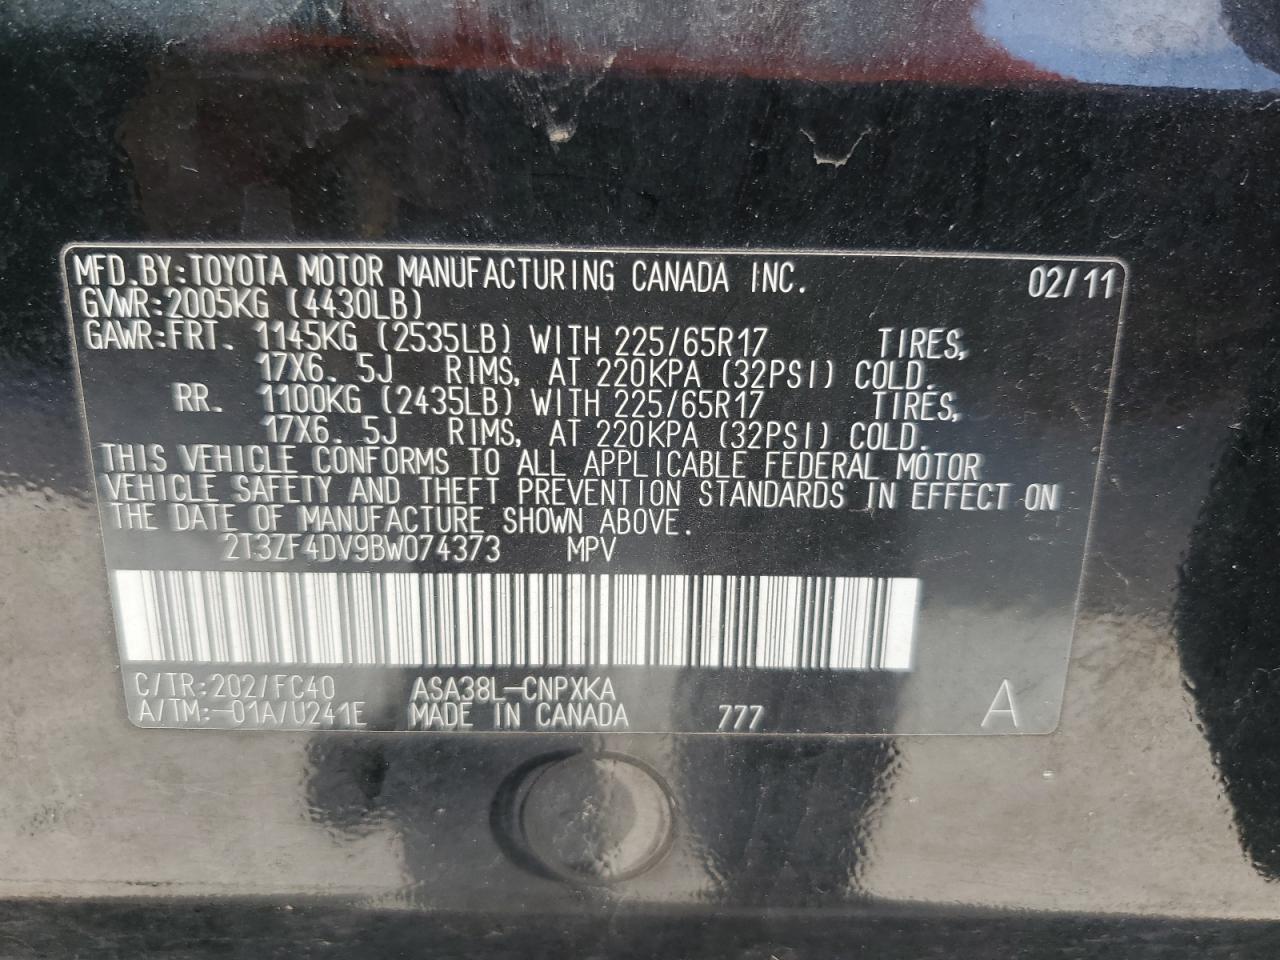 MFD.BY:TOYOTA MOTOR MANUFACTURING CANADA INC. 02/11
GVWR:2005KG (4430LB)
GAWR:FRT. 1145KG (2535LB) WITH 225/65R17 TIRES,
17X6.5J RIMS, AT 220KPA (32PSI) COLD.
RR. 1100KG (2435LB) WITH 225/65R17 TIRES,
17X6.5J RIMS, AT 220KPA (32PSI) COLD.
THIS VEHICLE CONFORMS TO ALL APPLICABLE FEDERAL MOTOR
VEHICLE SAFETY AND THEFT PREVENTION STANDARDS IN EFFECT ON
THE DATE OF MANUFACTURE SHOWN ABOVE.
2T3ZF4DV9BW074373 MPV
C/TR:202/FC40 ASA38L-CNPXKA
A/TM:-01A/U241E MADE IN CANADA 777 A